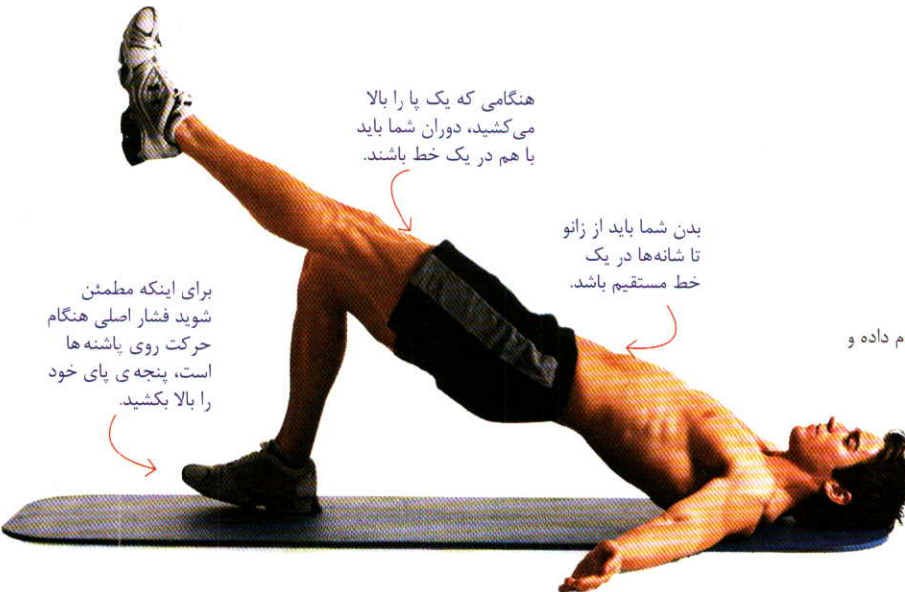 هنگامی که یک پا را بالا
می‌کشید، دوران شما باید
با هم در یک خط باشند.
بدن شما باید از زانو
تا شانه‌ها در یک
خط مستقیم باشد.
برای اینکه مطمئن
شوید فشار اصلی هنگام
حرکت روی پاشنه ها
است، پنجه ی پای خود
را بالا بکشید.
داده و